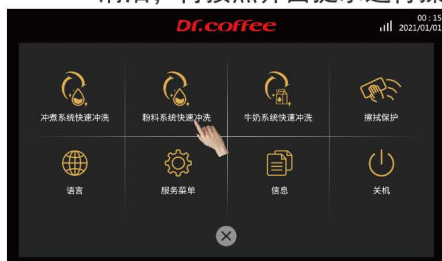 Dr.coffee
00 : 15
2021/01/01
冲煮系统快速冲洗
粉料系统快速冲洗
牛奶系统快速冲洗
擦拭保护
语言
服务菜单
信息
关机